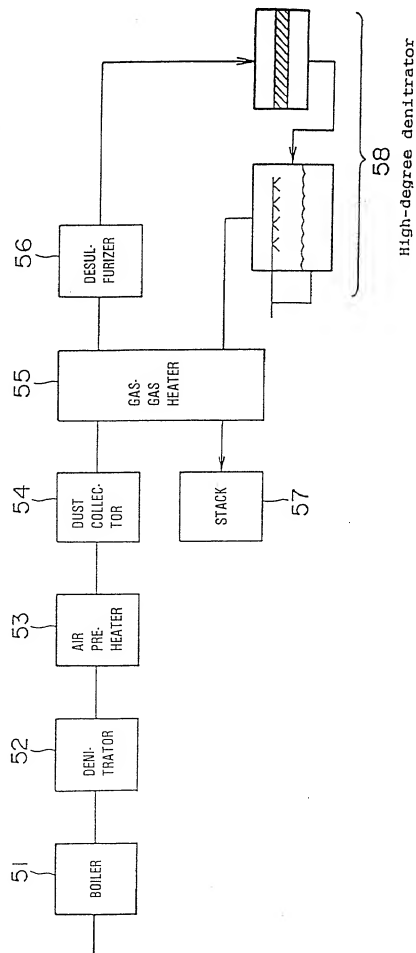 51
BOILER
52
DENI-
TRATOR
53
AIR
PRE-
HEATER
54
DUST
COLLEC-
TOR
55
GAS-
GAS
HEATER
56
DESUL-
FURIZER
STACK
57
58
High-degree denitrator